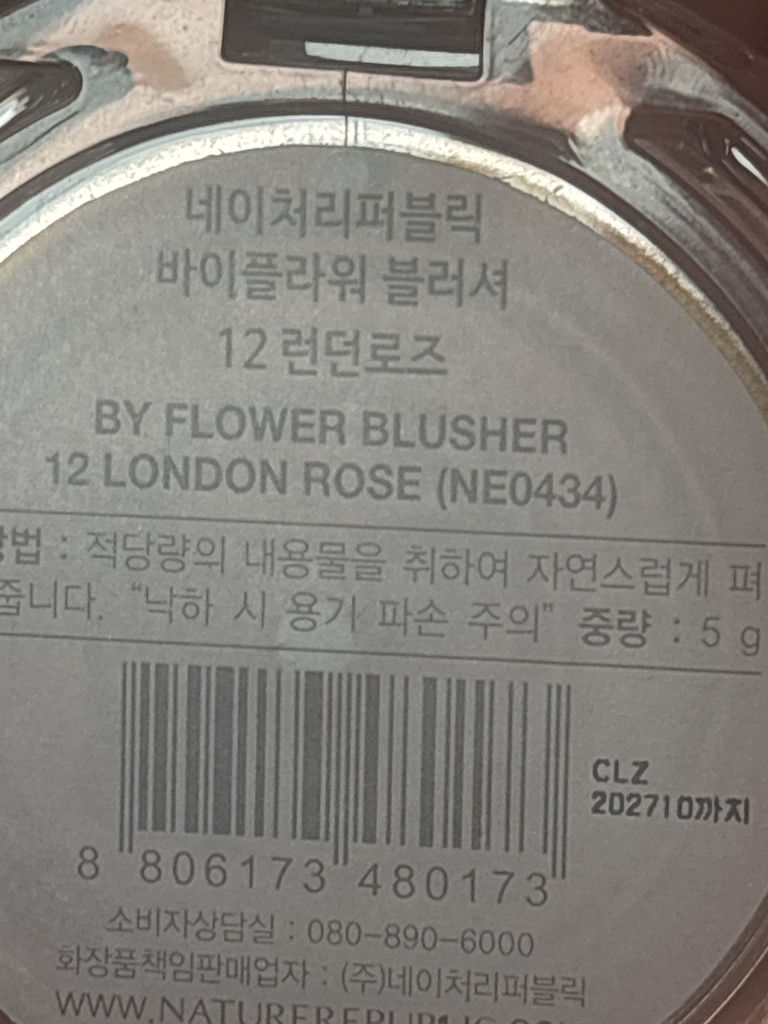 네이처리퍼블릭
바이플라워 블러셔
12 런던로즈
BY FLOWER BLUSHER
12 LONDON ROSE (NE0434)
: 적당량의 내용물을 취하여 자연스럽게 펴
줍니다. “낙하 시 용기 파손 주의” 중량 : 5 g
CLZ
202710까지
8 806173 480173
소비자상담실 : 080-890-6000
화장품책임판매업자 : (주)네이처리퍼블릭